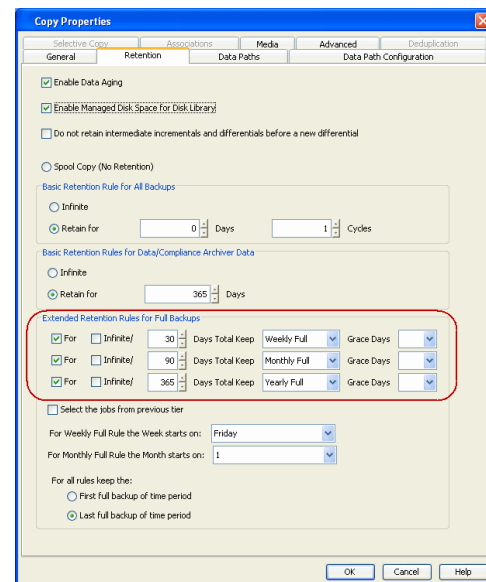 Copy Properties
Selective Copy Associations Media Advanced Deduplication
General Retention Data Paths Data Path Configuration
Enable Data Aging
Enable Managed Disk Space for Disk Library
Do not retain intermediate incrementals and differentials before a new differential
Spool Copy (No Retention)
Basic Retention Rule for All Backups
Infinite
Retain for 0 Days 1 Cycles
Basic Retention Rules for Data/Compliance Archiver Data
Infinite
Retain for 365 Days
Extended Retention Rules for Full Backups
For Infinite/ 30 Days Total Keep Weekly Full Grace Days
For Infinite/ 90 Days Total Keep Monthly Full Grace Days
For Infinite/ 365 Days Total Keep Yearly Full Grace Days
Select the jobs from previous tier
For Weekly Full Rule the Week starts on: Friday
For Monthly Full Rule the Month starts on: 1
For all rules keep the:
First full backup of time period
Last full backup of time period
OK Cancel Help